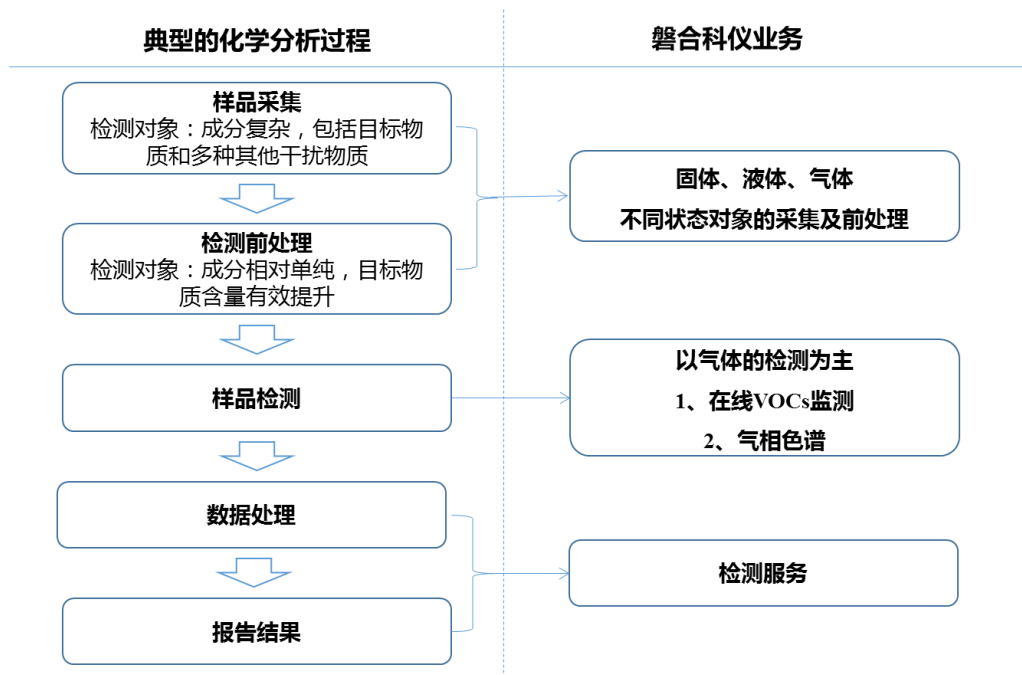 典型的化学分析过程
磐合科仪业务
样品采集
检测对象：成分复杂，包括目标物
质和多种其他干扰物质
固体、液体、气体
不同状态对象的采集及前处理
检测前处理
检测对象：成分相对单纯，目标物
质含量有效提升
样品检测
以气体的检测为主
1、在线VOCs监测
2、气相色谱
数据处理
检测服务
报告结果